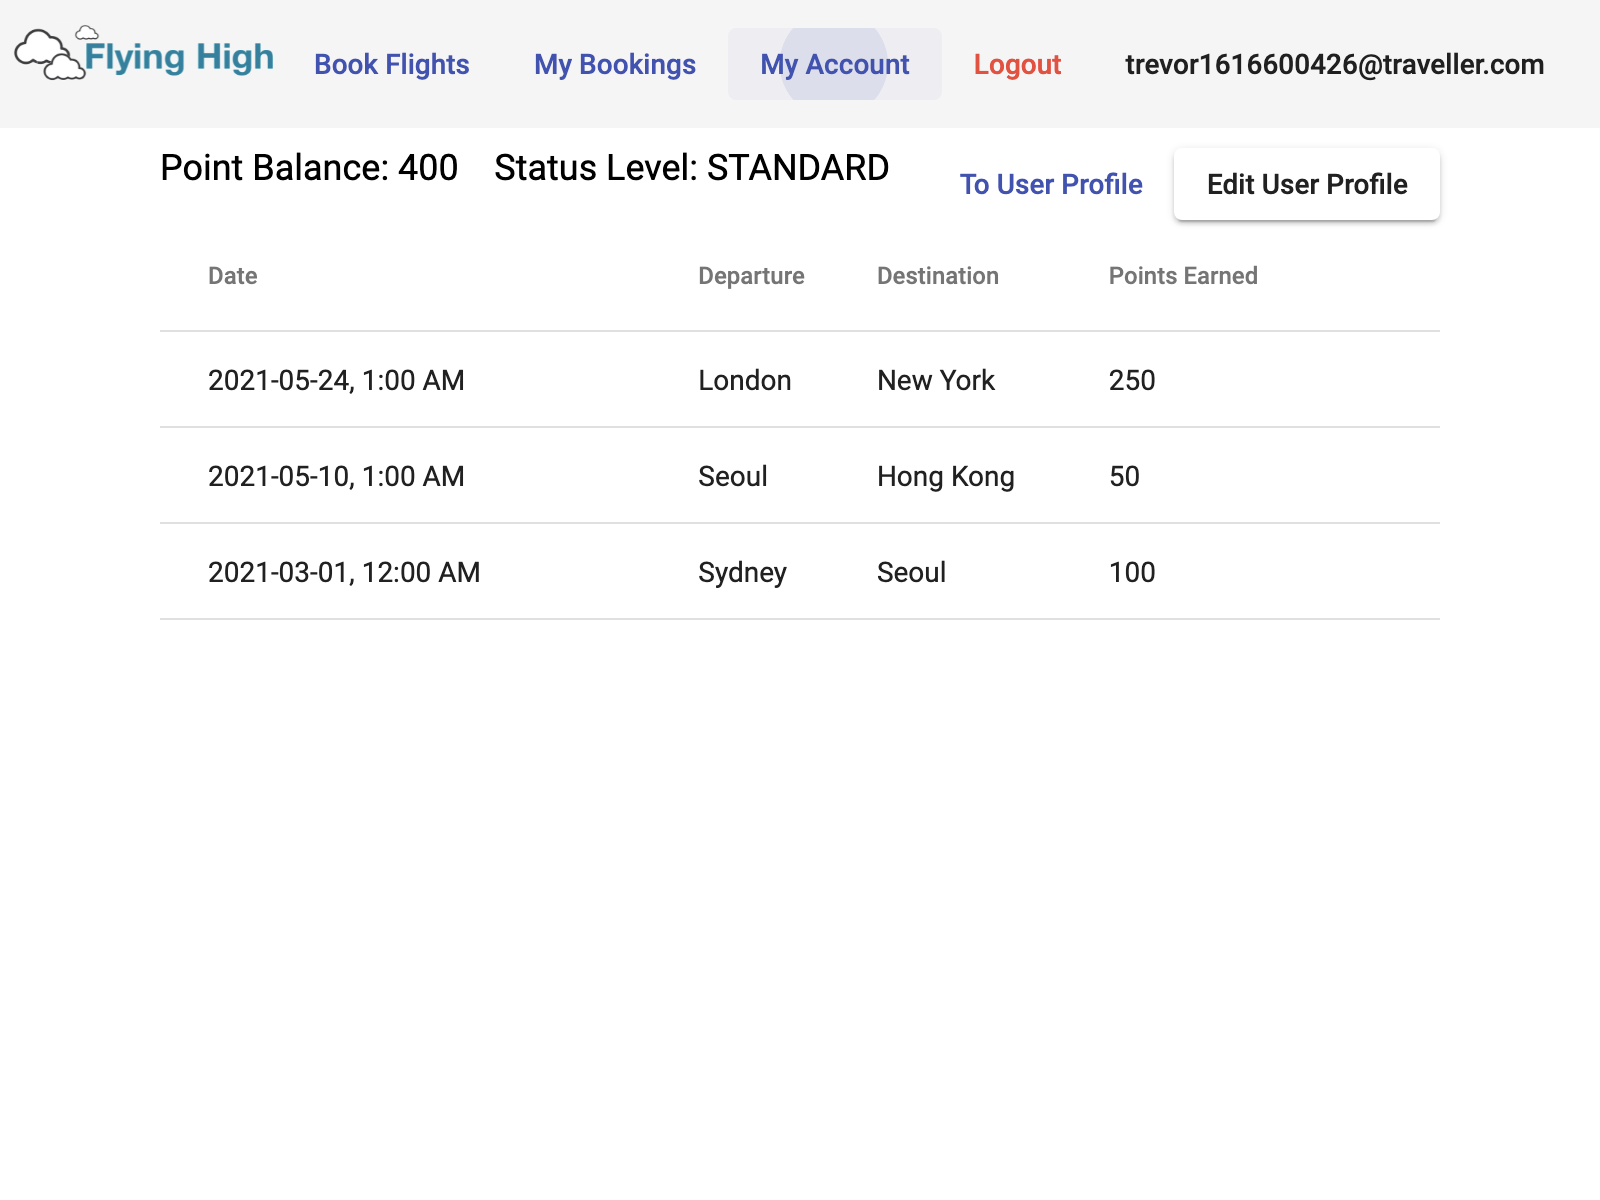 Flying High Book Flights My Bookings My Account Logout trevor1616600426@traveller.com
Point Balance: 400 Status Level: STANDARD To User Profile Edit User Profile
Date Departure Destination Points Earned
2021-05-24, 1:00 AM London New York 250
2021-05-10, 1:00 AM Seoul Hong Kong 50
2021-03-01, 12:00 AM Sydney Seoul 100